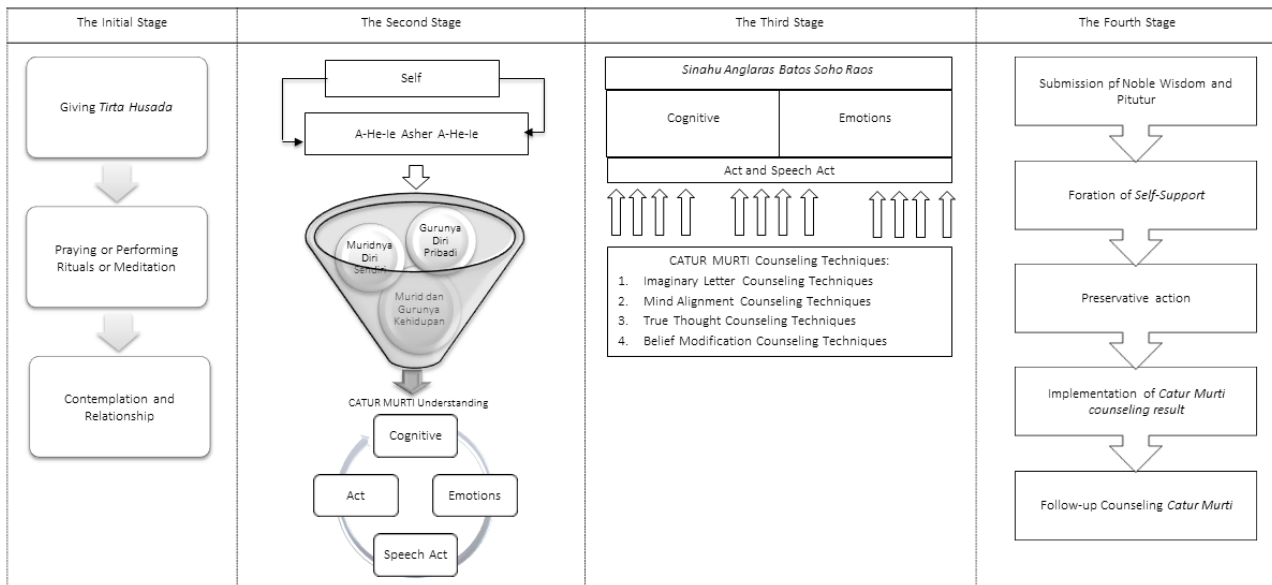 The Initial Stage
Giving Tirta Husada
Praying or Performing
Rituals or Meditation
Contemplation and
Relationship
The Second Stage
Self
A-He-Ie Asher A-He-Ie
Muridnya
Diri
Sendiri
Gurunya
Diri
Pribadi
Murid dan
Gurunya
Kehidupan
CATUR MURTI Understanding
Cognitive
Act
Emotions
Speech Act
The Third Stage
Sinahu Anglaras Batos Soho Raos
Cognitive
Emotions
Act and Speech Act
CATUR MURTI Counseling Techniques:
1. Imaginary Letter Counseling Techniques
2. Mind Alignment Counseling Techniques
3. True Thought Counseling Techniques
4. Belief Modification Counseling Techniques
The Fourth Stage
Submission pf Noble Wisdom and
Pitutur
Foration of Self-Support
Preservative action
Implementation of Catur Murti
counseling result
Follow-up Counseling Catur Murti